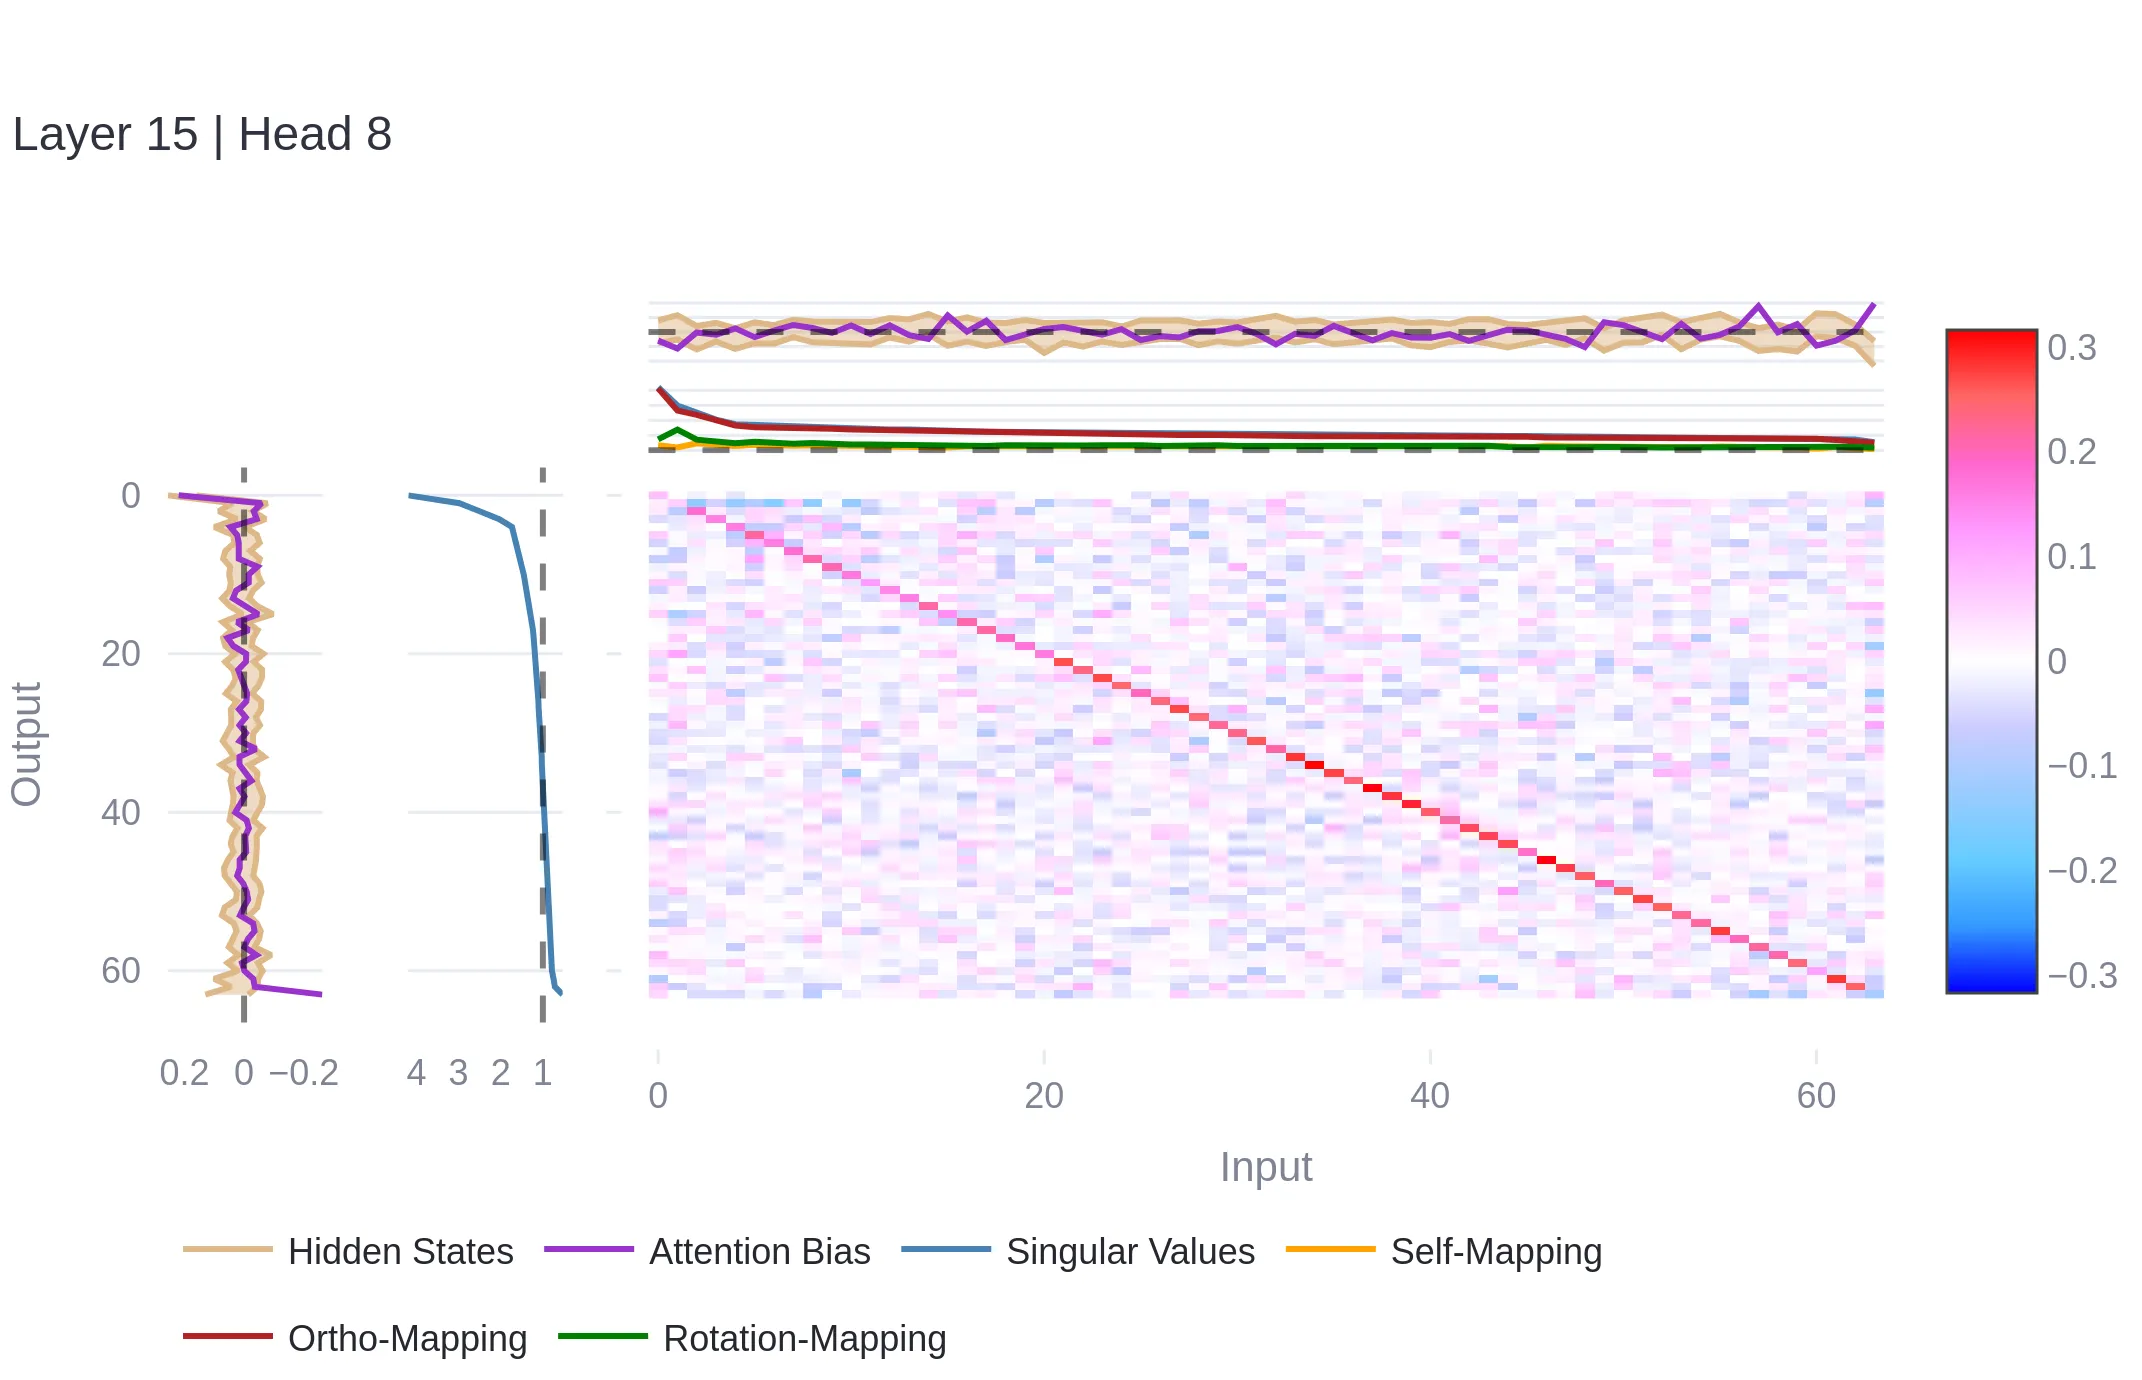 Layer 15 | Head 8
0.3
0.2
0.1
0
−0.1
−0.2
−0.3
0
20
40
60
Output
0.2 0 −0.2
4 3 2 1
0 20 40 60
Input
Hidden States Attention Bias Singular Values Self-Mapping
Ortho-Mapping Rotation-Mapping